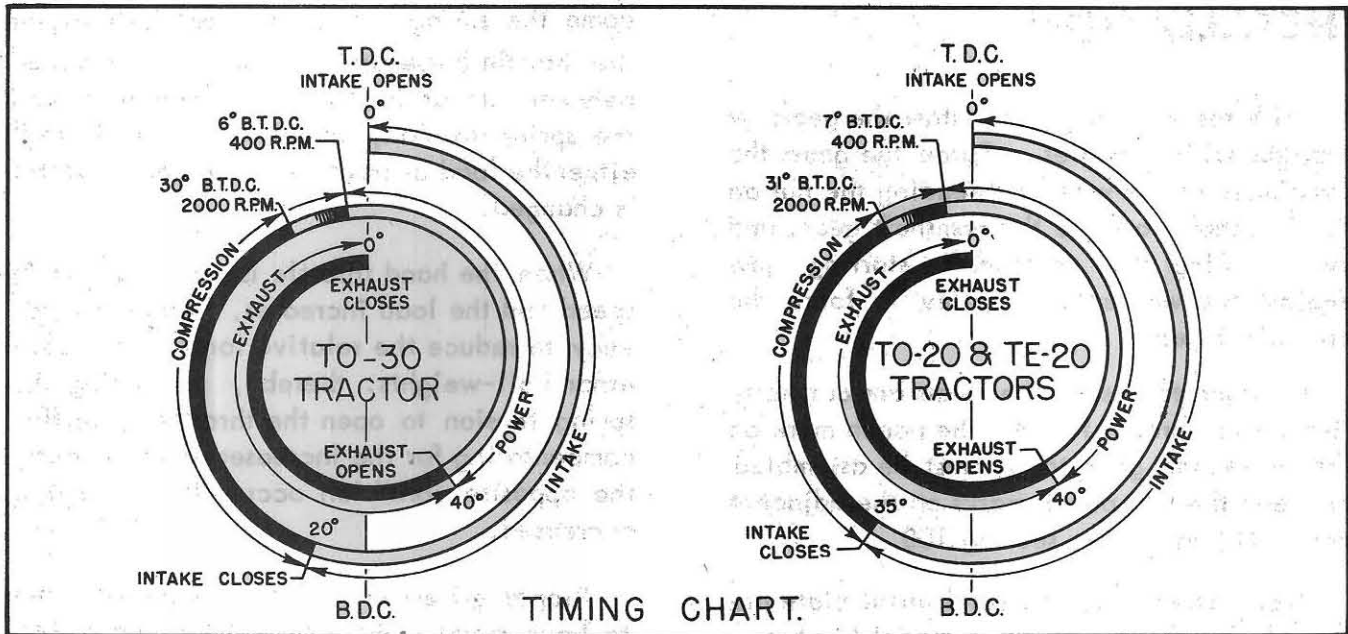 T.D.C.
INTAKE OPENS
0°
6° B.T.D.C.
400 R.P.M.
30° B.T.D.C.
2000 R.P.M.
COMPRESSION
EXHAUST
0°
EXHAUST
CLOSES
TO-30
TRACTOR
POWER
INTAKE
EXHAUST
OPENS
40°
20°
INTAKE CLOSES
B.D.C.
T.D.C.
INTAKE OPENS
0°
7° B.T.D.C.
400 R.P.M.
31° B.T.D.C.
2000 R.P.M.
COMPRESSION
EXHAUST
0°
EXHAUST
CLOSES
TO-20 & TE-20
TRACTORS
POWER
INTAKE
EXHAUST
OPENS
40°
35°
INTAKE
CLOSES
B.D.C.
TIMING CHART.